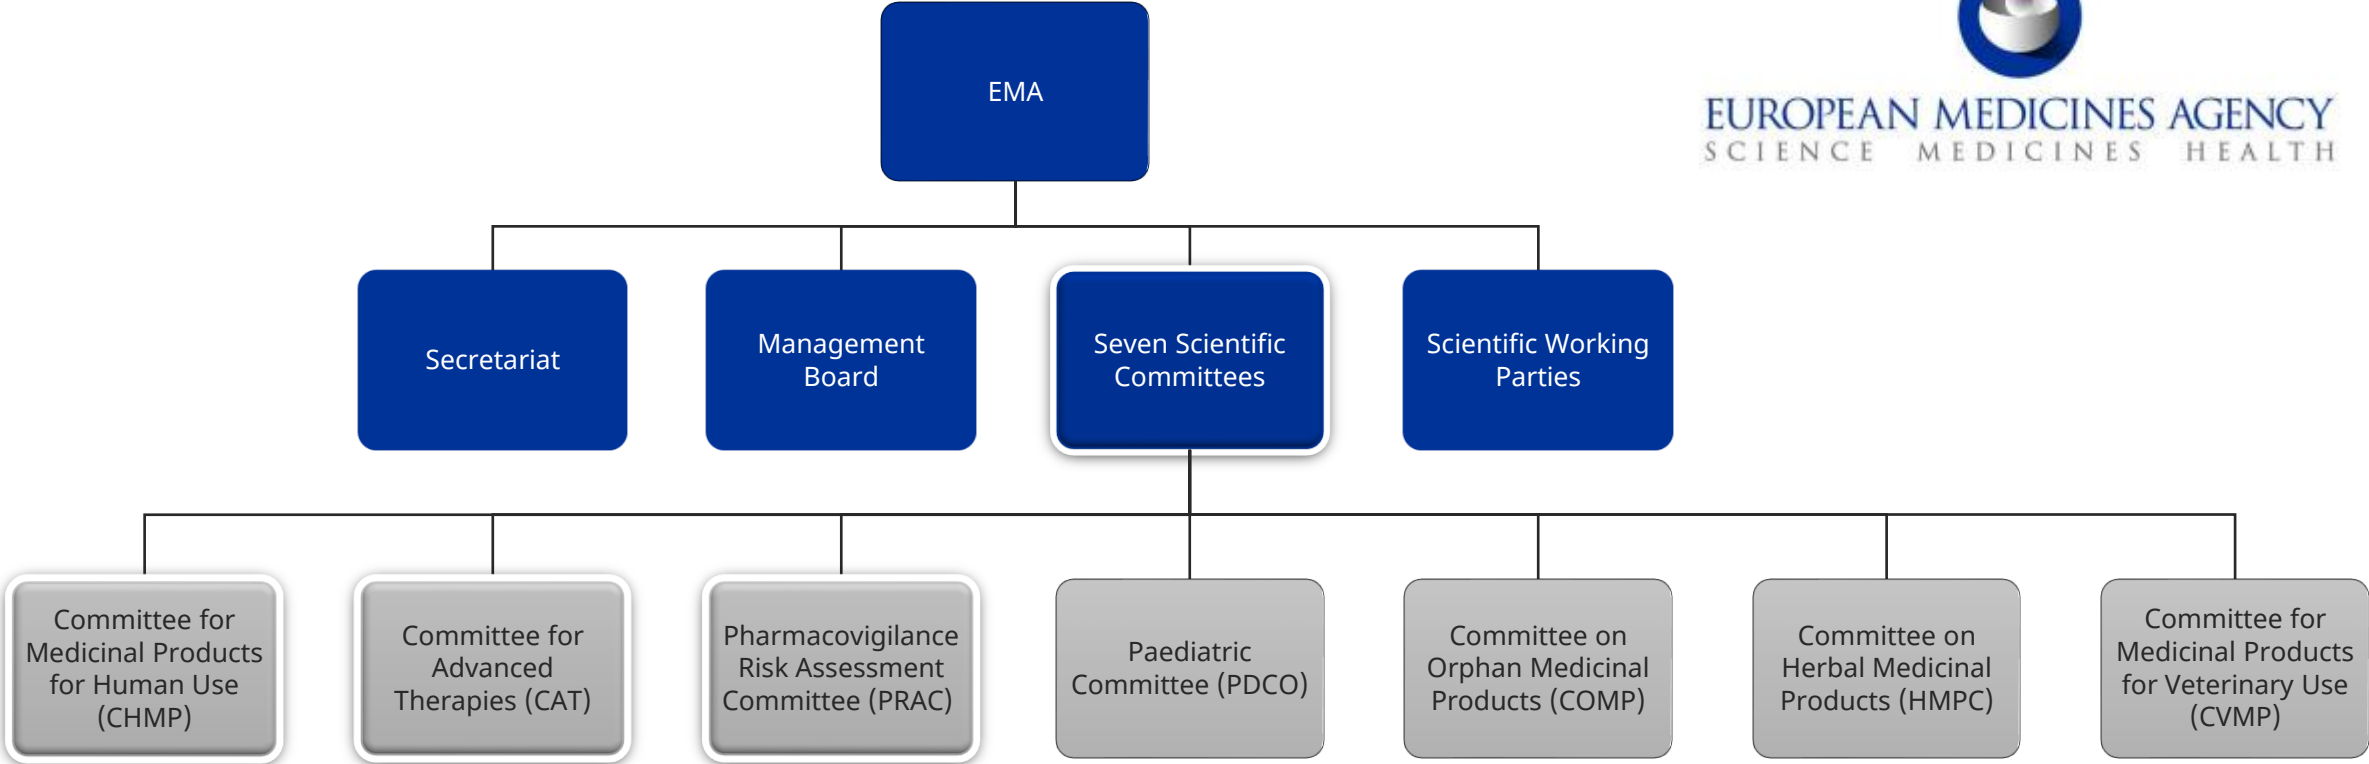 EMA
EUROPEAN MEDICINES AGENCY
SCIENCE MEDICINES HEALTH
Secretariat
Management
Board
Seven Scientific
Committees
Scientific Working
Parties
Committee for
Medicinal Products
for Human Use
(CHMP)
Committee for
Advanced
Therapies (CAT)
Pharmacovigilance
Risk Assessment
Committee (PRAC)
Paediatric
Committee (PDCO)
Committee on
Orphan Medicinal
Products (COMP)
Committee on
Herbal Medicinal
Products (HMPC)
Committee for
Medicinal Products
for Veterinary Use
(CVMP)